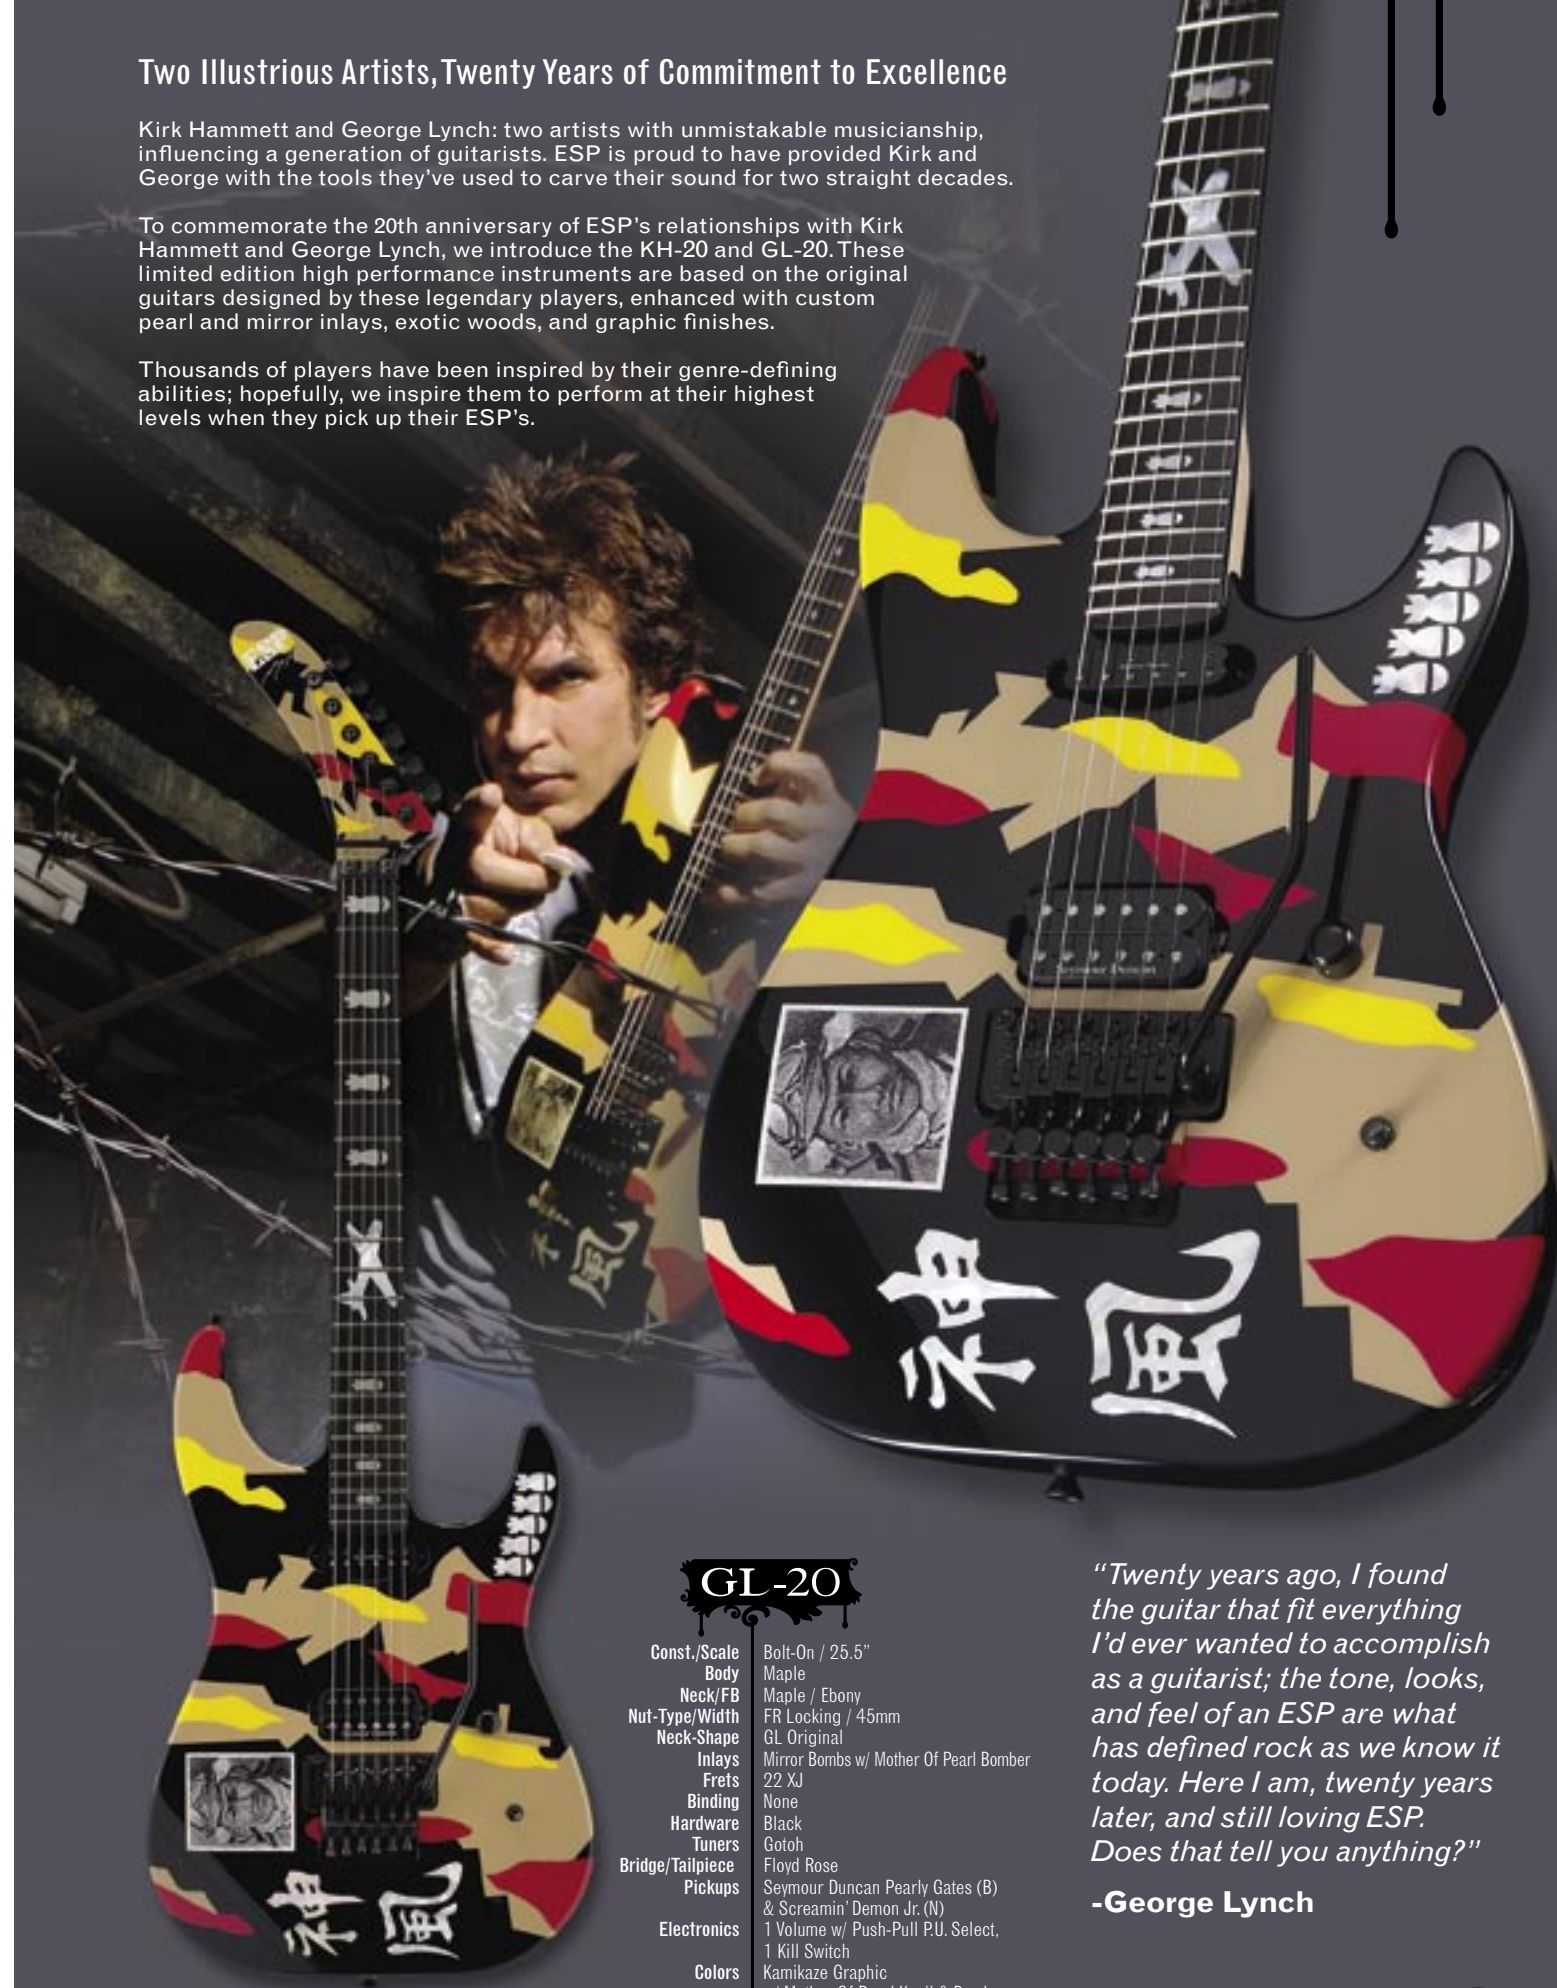 Two Illustrious Artists, Twenty Years of Commitment to Excellence
Kirk Hammett and George Lynch: two artists with unmistakable musicianship,
influencing a generation of guitarists. ESP is proud to have provided Kirk and
George with the tools they’ve used to carve their sound for two straight decades.
To commemorate the 20th anniversary of ESP’s relationships with Kirk
Hammett and George Lynch, we introduce the KH-20 and GL-20. These
limited edition high performance instruments are based on the original
guitars designed by these legendary players, enhanced with custom
pearl and mirror inlays, exotic woods, and graphic finishes.
Thousands of players have been inspired by their genre-defining
abilities; hopefully, we inspire them to perform at their highest
levels when they pick up their ESP’s.
Seymour Duncan
神風
神風
神風
GL-20
Const./Scale Bolt-On / 25.5”
Body Maple
Neck/FB Maple / Ebony
Nut-Type/Width FR Locking / 45mm
Neck-Shape GL Original
Inlays Mirror Bombs w/ Mother Of Pearl Bomber
Frets 22 XJ
Binding None
Hardware Black
Tuners Gotoh
Bridge/Tailpiece Floyd Rose
Pickups Seymour Duncan Pearly Gates (B)
& Screamin’ Demon Jr. (N)
Electronics 1 Volume w/ Push-Pull P.U. Select,
1 Kill Switch
Colors Kamikaze Graphic
“Twenty years ago, I found
the guitar that fit everything
I’d ever wanted to accomplish
as a guitarist; the tone, looks,
and feel of an ESP are what
has defined rock as we know it
today. Here I am, twenty years
later, and still loving ESP.
Does that tell you anything?”
-George Lynch